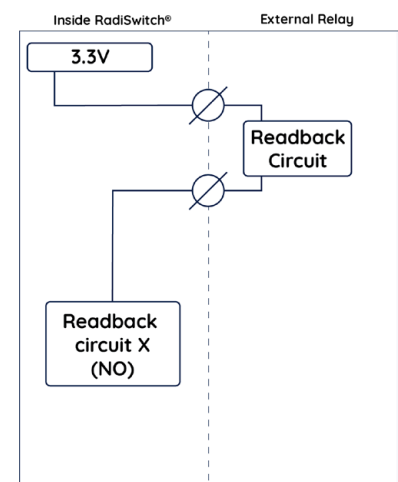 Inside RadiSwitch®
External Relay
3.3V
Readback
Circuit
Readback
circuit X
(NO)